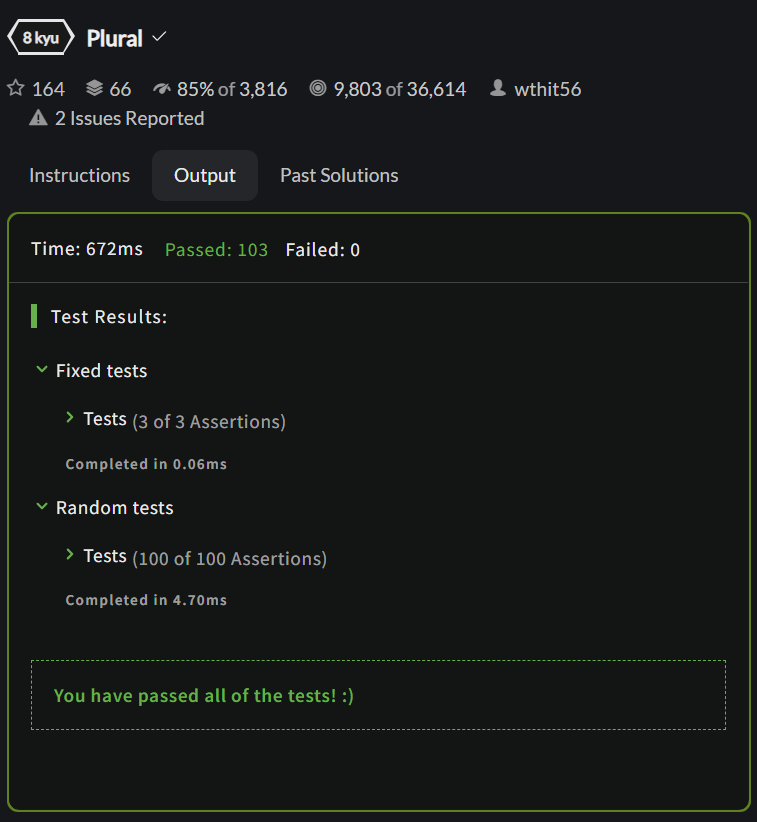 8 kyu Plural
164 66 85% of 3,816 9,803 of 36,614 wthit56
2 Issues Reported
Instructions Output Past Solutions
Time: 672ms Passed: 103 Failed: 0
Test Results:
Fixed tests
Tests (3 of 3 Assertions)
Completed in 0.06ms
Random tests
Tests (100 of 100 Assertions)
Completed in 4.70ms
You have passed all of the tests! :)